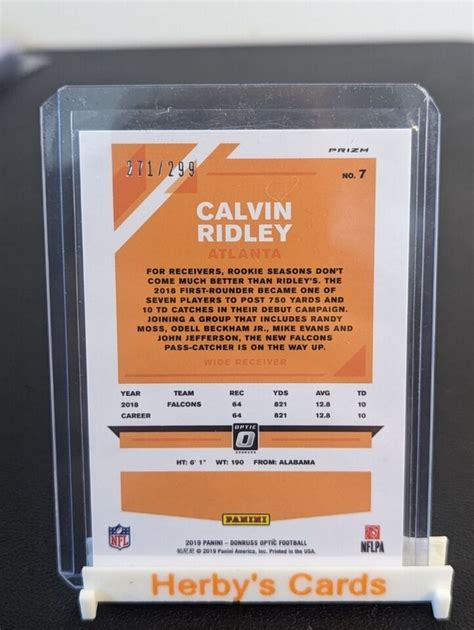 PRIZM
271/299
NO. 7
CALVIN
RIDLEY
ATLANTA
FOR RECEIVERS, ROOKIE SEASONS DON'T
COME MUCH BETTER THAN RIDLEY'S. THE
2018 FIRST-ROUNDER BECAME ONE OF
SEVEN PLAYERS TO POST 750 YARDS AND
10 TD CATCHES IN THEIR DEBUT CAMPAIGN.
JOINING A GROUP THAT INCLUDES RANDY
MOSS, ODELL BECKHAM JR., MIKE EVANS AND
JOHN JEFFERSON, THE NEW FALCONS
PASS-CATCHER IS ON THE WAY UP.
WIDE RECEIVER
YEAR TEAM REC YDS AVG TD
2018 FALCONS 64 821 12.8 10
CAREER 64 821 12.8 10
OPTIC
DONRUSS
HT: 6' 1" WT: 190 FROM: ALABAMA
PANINI
NFL
NFLPA
2019 PANINI - DONRUSS OPTIC FOOTBALL
© 2019 Panini America, Inc. Printed in the USA.
Herby's Cards